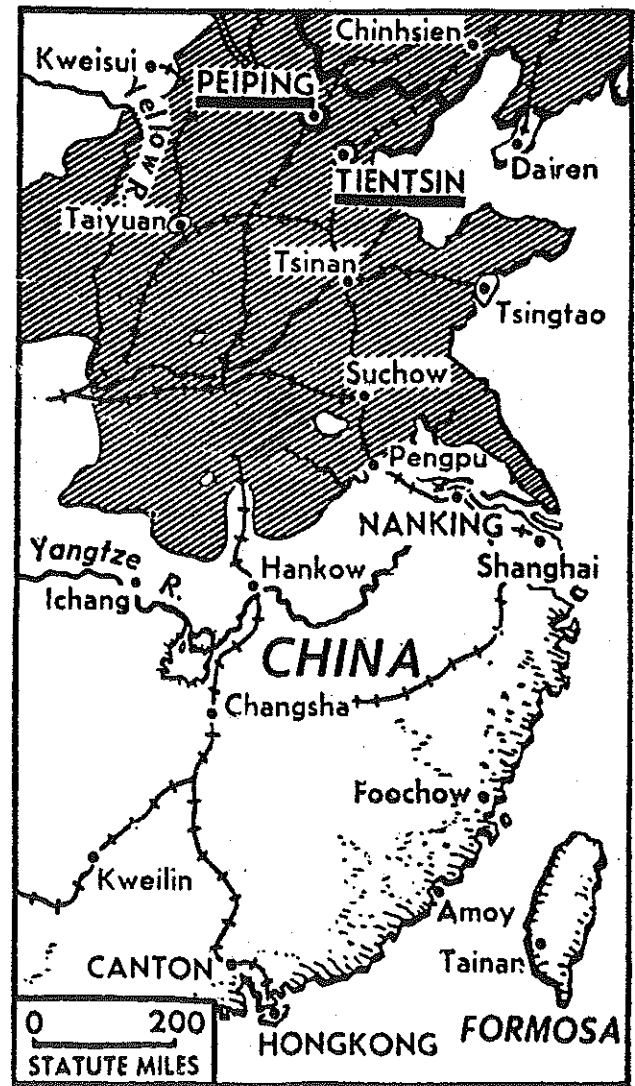 Chinhsien
Kweisui
PEIPING
Yellow R.
TIENTSIN
Dairen
Taiyuan
Tsinan
Tsingtao
Suchow
Pengpu
NANKING
Shanghai
Yangtze R.
Hankow
Ichang
CHINA
Changsha
Foochow
Kweilin
Amoy
Tainan
CANTON
HONGKONG
FORMOSA
0 200
STATUTE MILES